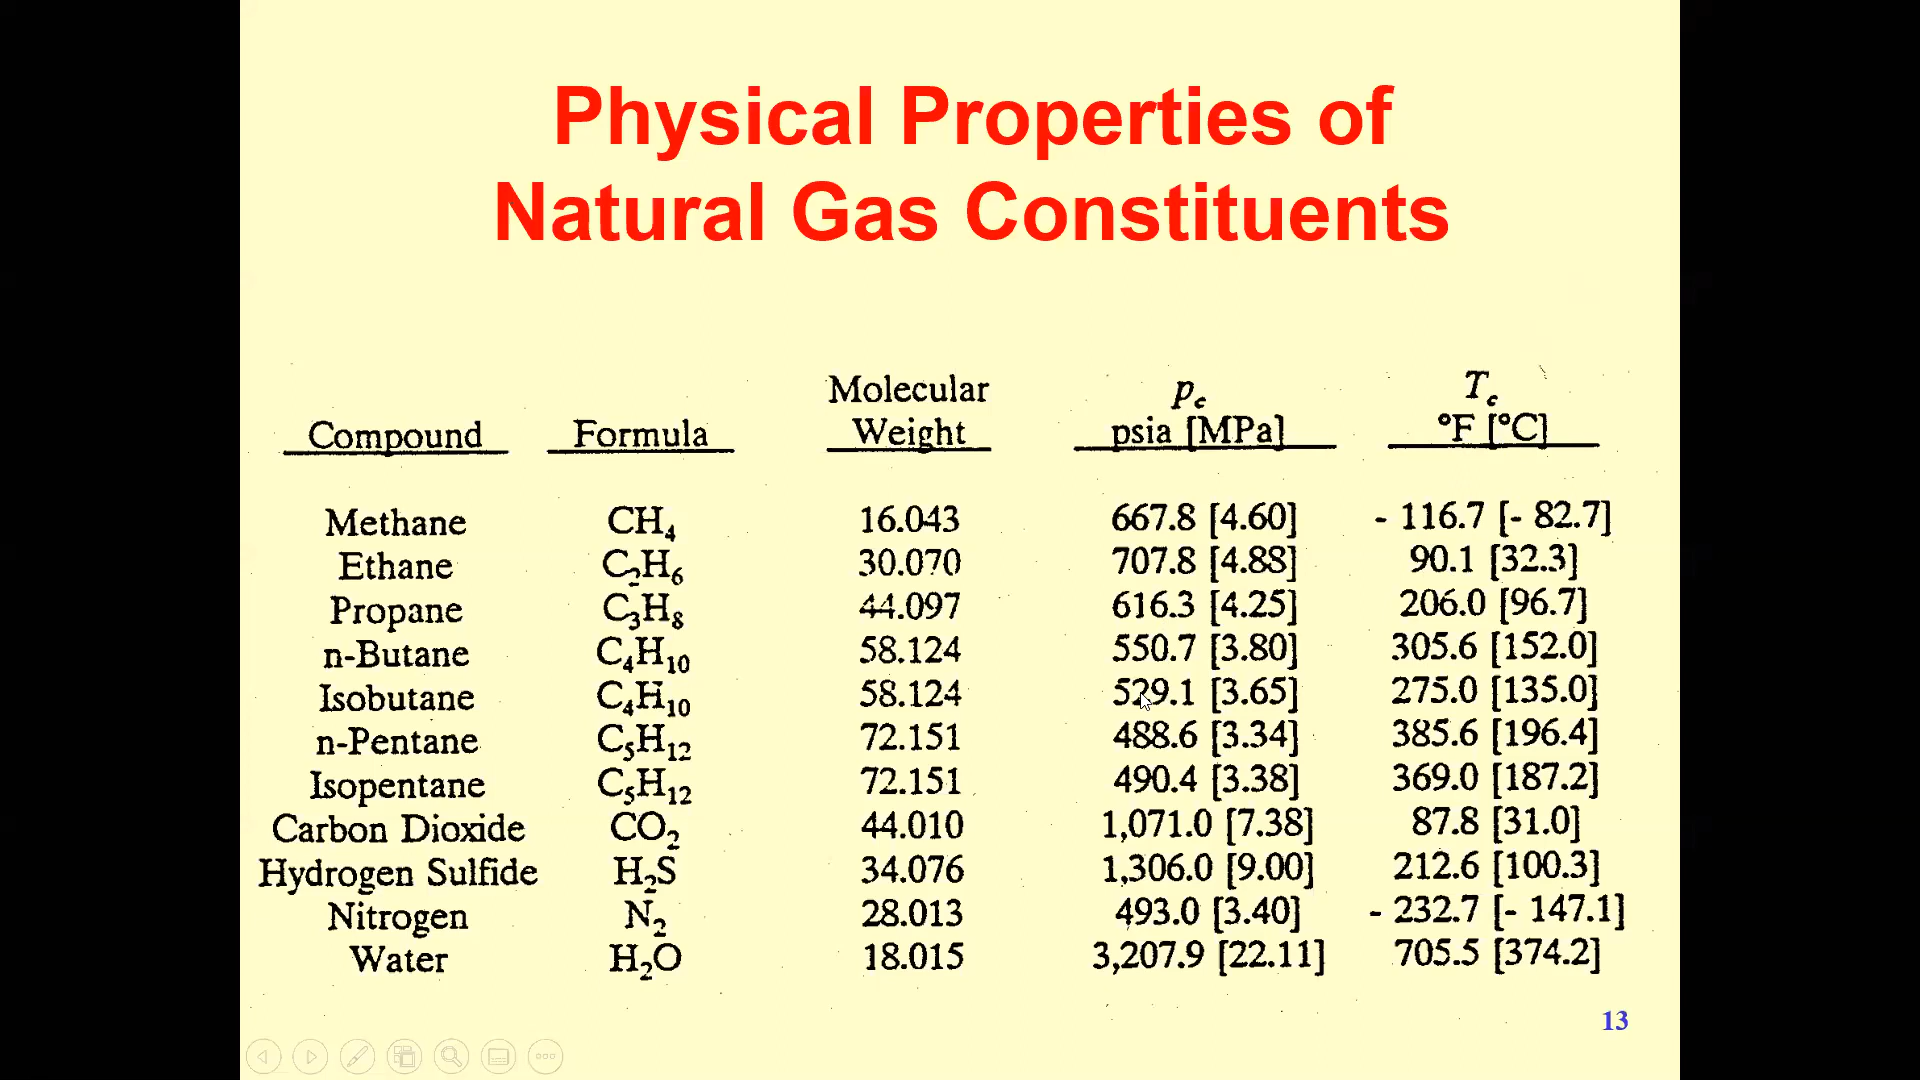 Physical Properties of
Natural Gas Constituents
Compound Formula Molecular Weight p_c psia [MPa] T_c °F [°C]
Methane CH₄ 16.043 667.8 [4.60] - 116.7 [- 82.7]
Ethane C₂H₆ 30.070 707.8 [4.88] 90.1 [32.3]
Propane C₃H₈ 44.097 616.3 [4.25] 206.0 [96.7]
n-Butane C₄H₁₀ 58.124 550.7 [3.80] 305.6 [152.0]
Isobutane C₄H₁₀ 58.124 529.1 [3.65] 275.0 [135.0]
n-Pentane C₅H₁₂ 72.151 488.6 [3.34] 385.6 [196.4]
Isopentane C₅H₁₂ 72.151 490.4 [3.38] 369.0 [187.2]
Carbon Dioxide CO₂ 44.010 1,071.0 [7.38] 87.8 [31.0]
Hydrogen Sulfide H₂S 34.076 1,306.0 [9.00] 212.6 [100.3]
Nitrogen N₂ 28.013 493.0 [3.40] - 232.7 [- 147.1]
Water H₂O 18.015 3,207.9 [22.11] 705.5 [374.2]
13